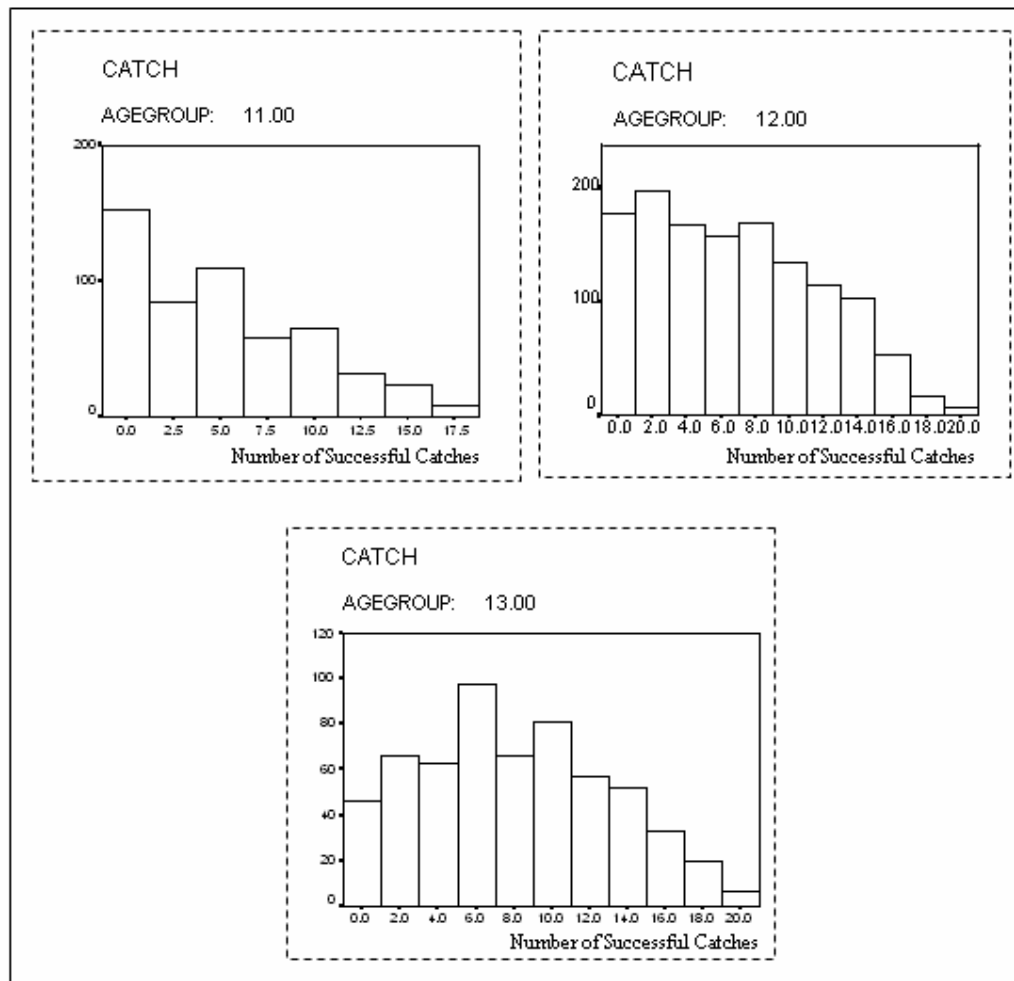 CATCH
AGEGROUP: 11.00
200
100
0
0.0 2.5 5.0 7.5 10.0 12.5 15.0 17.5
Number of Successful Catches
CATCH
AGEGROUP: 12.00
200
100
0
0.0 2.0 4.0 6.0 8.0 10.0 12.0 14.0 16.0 18.0 20.0
Number of Successful Catches
CATCH
AGEGROUP: 13.00
120
100
80
60
40
20
0
0.0 2.0 4.0 6.0 8.0 10.0 12.0 14.0 16.0 18.0 20.0
Number of Successful Catches